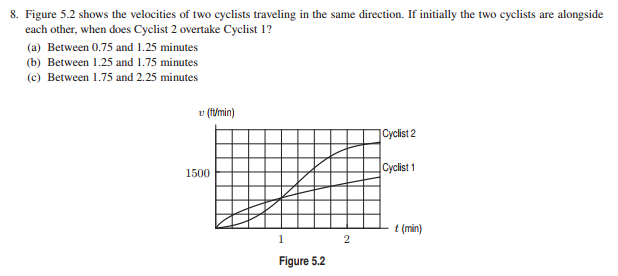 8. Figure 5.2 shows the velocities of two cyclists traveling in the same direction. If initially the two cyclists are alongside
each other, when does Cyclist 2 overtake Cyclist 1?
(a) Between 0.75 and 1.25 minutes
(b) Between 1.25 and 1.75 minutes
(c) Between 1.75 and 2.25 minutes
v (ft/min)
Cyclist 2
Cyclist 1
1500
t (min)
1 2
Figure 5.2